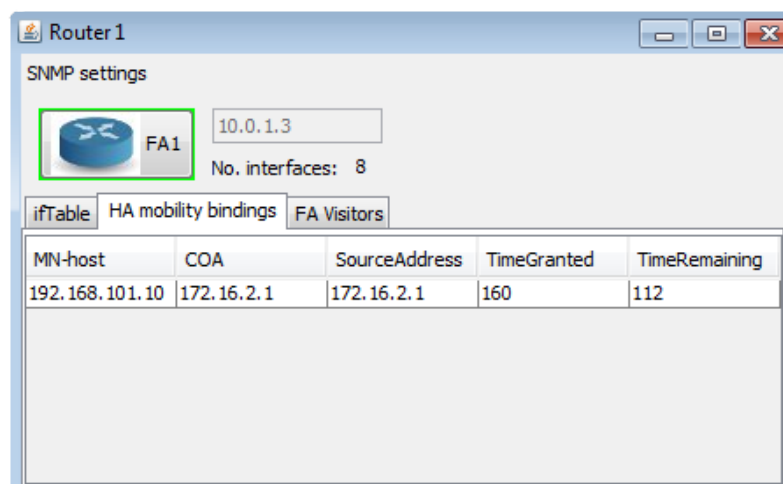 Router 1
SNMP settings
FA1
10.0.1.3
No. interfaces: 8
ifTable HA mobility bindings FA Visitors
MN-host COA SourceAddress TimeGranted TimeRemaining
192.168.101.10 172.16.2.1 172.16.2.1 160 112